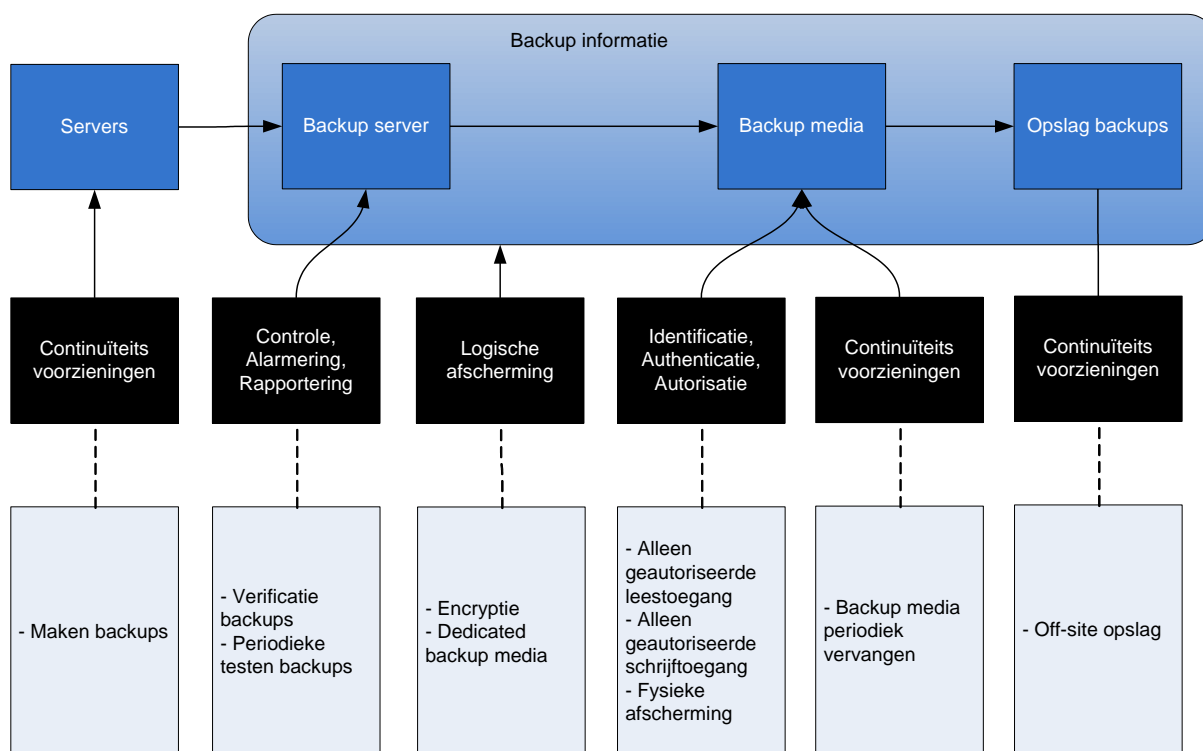 Backup informatie
Servers
Backup server
Backup media
Opslag backups
Continuïteits
voorzieningen
Controle,
Alarmering,
Rapportering
Logische
afscherming
Identificatie,
Authenticatie,
Autorisatie
Continuïteits
voorzieningen
Continuïteits
voorzieningen
- Maken backups
- Verificatie
backups
- Periodieke
testen backups
- Encryptie
- Dedicated
backup media
- Alleen
geautoriseerde
leestoegang
- Alleen
geautoriseerde
schrijftoegang
- Fysieke
afscherming
- Backup media
periodiek
vervangen
- Off-site opslag